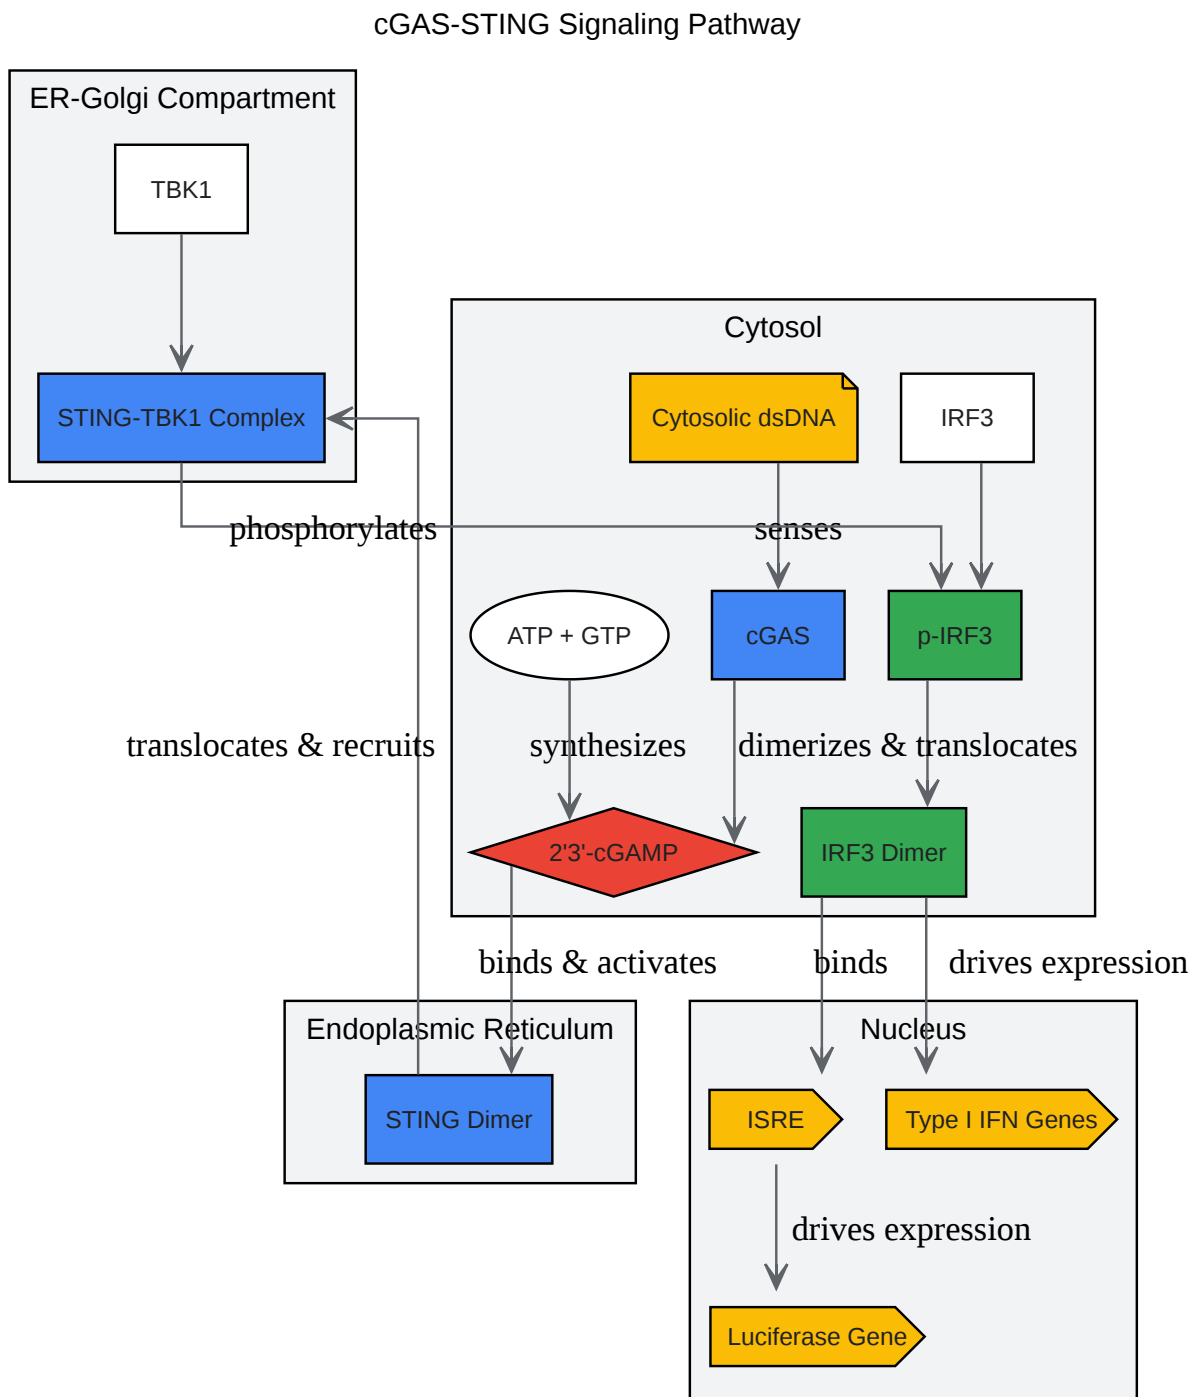 cGAS-STING Signaling Pathway
ER-Golgi Compartment
TBK1
Cytosol
STING-TBK1 Complex
Cytosolic dsDNA
IRF3
phosphorylates
senses
ATP + GTP
cGAS
p-IRF3
translocates & recruits
synthesizes
dimerizes & translocates
2'3'-cGAMP
IRF3 Dimer
binds & activates
binds
drives expression
Endoplasmic Reticulum
Nucleus
STING Dimer
ISRE
Type I IFN Genes
drives expression
Luciferase Gene